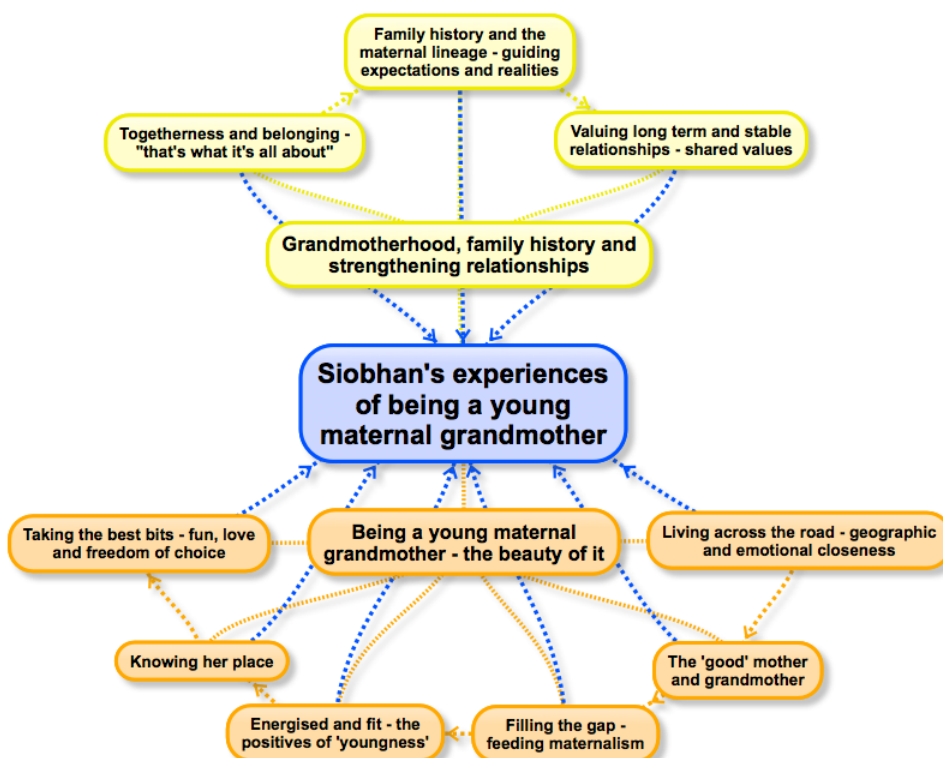 Family history and the
maternal lineage - guiding
expectations and realities
Togetherness and belonging -
"that's what it's all about"
Valuing long term and stable
relationships - shared values
Grandmotherhood, family history and
strengthening relationships
Siobhan's experiences
of being a young
maternal grandmother
Taking the best bits - fun, love
and freedom of choice
Being a young maternal
grandmother - the beauty of it
Living across the road - geographic
and emotional closeness
Knowing her place
The 'good' mother
and grandmother
Energised and fit - the
positives of 'youngness'
Filling the gap -
feeding maternalism